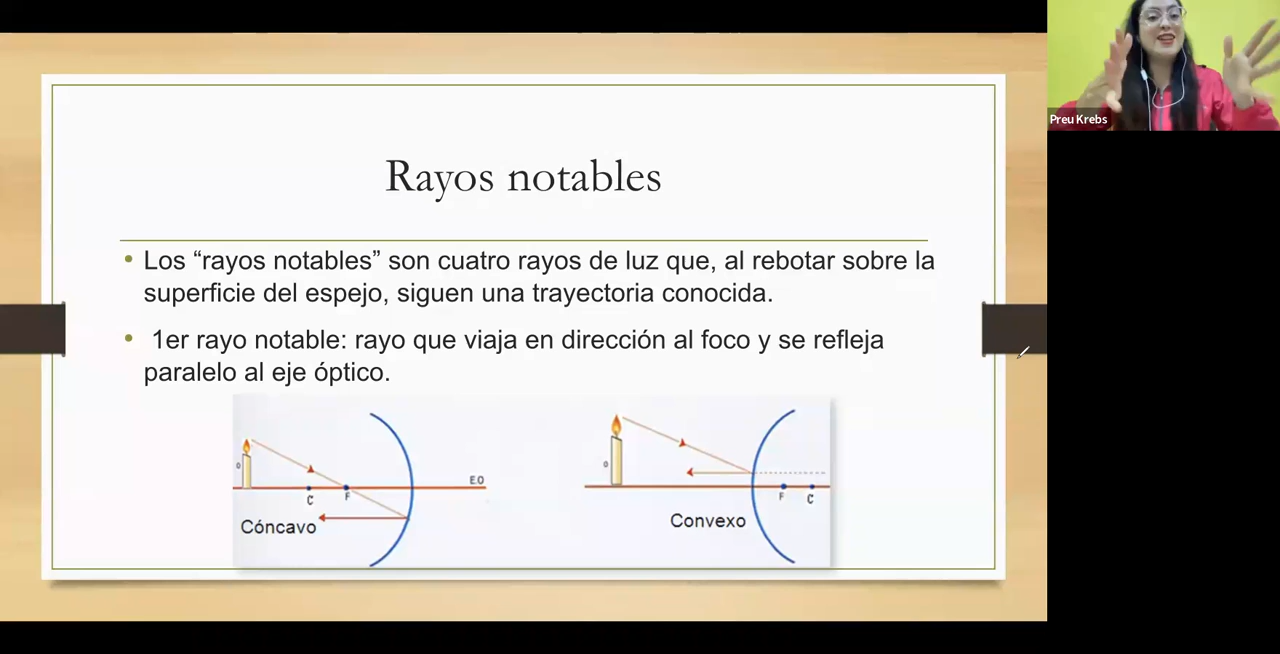 Preu Krebs
Rayos notables
• Los “rayos notables” son cuatro rayos de luz que, al rebotar sobre la
superficie del espejo, siguen una trayectoria conocida.
• 1er rayo notable: rayo que viaja en dirección al foco y se refleja
paralelo al eje óptico.
O
C
F
E.O
Cóncavo
O
F
C
Convexo